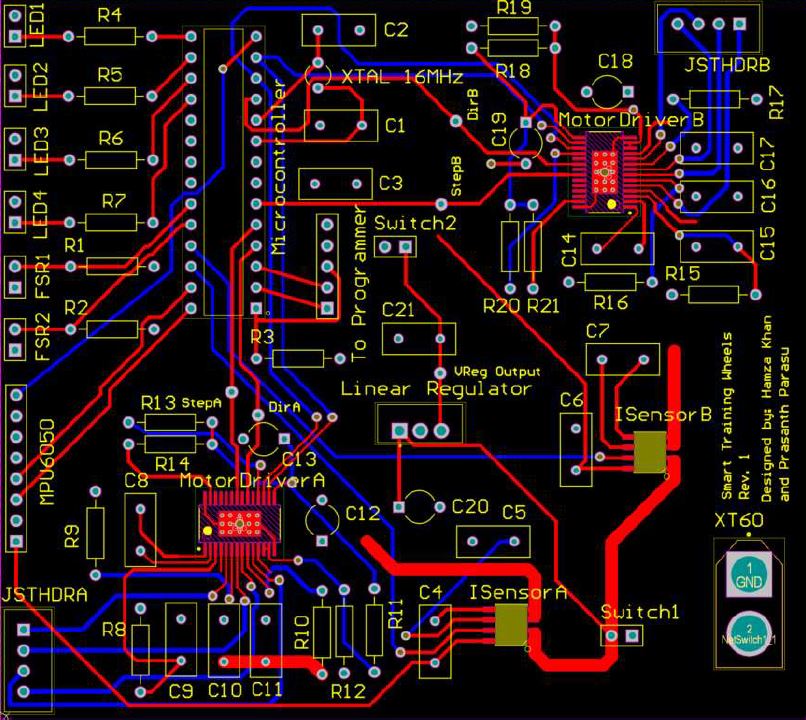 LED1
R4
C2
R19
R18
JSTHDRB
LED2
R5
XTAL 16MHz
C18
R17
DirB
C19
MotorDriverB
LED3
R6
Microcontroller
C1
C17
LED4
R7
C3
StepB
C16
R1
FSR1
Switch2
C14
C15
R2
FSR2
To Programmer
R20
R21
R16
R15
R3
C21
C7
VReg Output
Linear Regulator
Smart Training Wheels
Rev. 1
Designed by: Hamza Khan
and Prasanth Parasu
MPU6050
R13
StepA
DirA
R14
C13
C6
ISensorB
MotorDriverA
C8
R9
C12
C20
C5
XT60
1
GND
JSTHDRA
R8
C9
C10
C11
R10
R12
R11
C4
ISensorA
Switch1
2